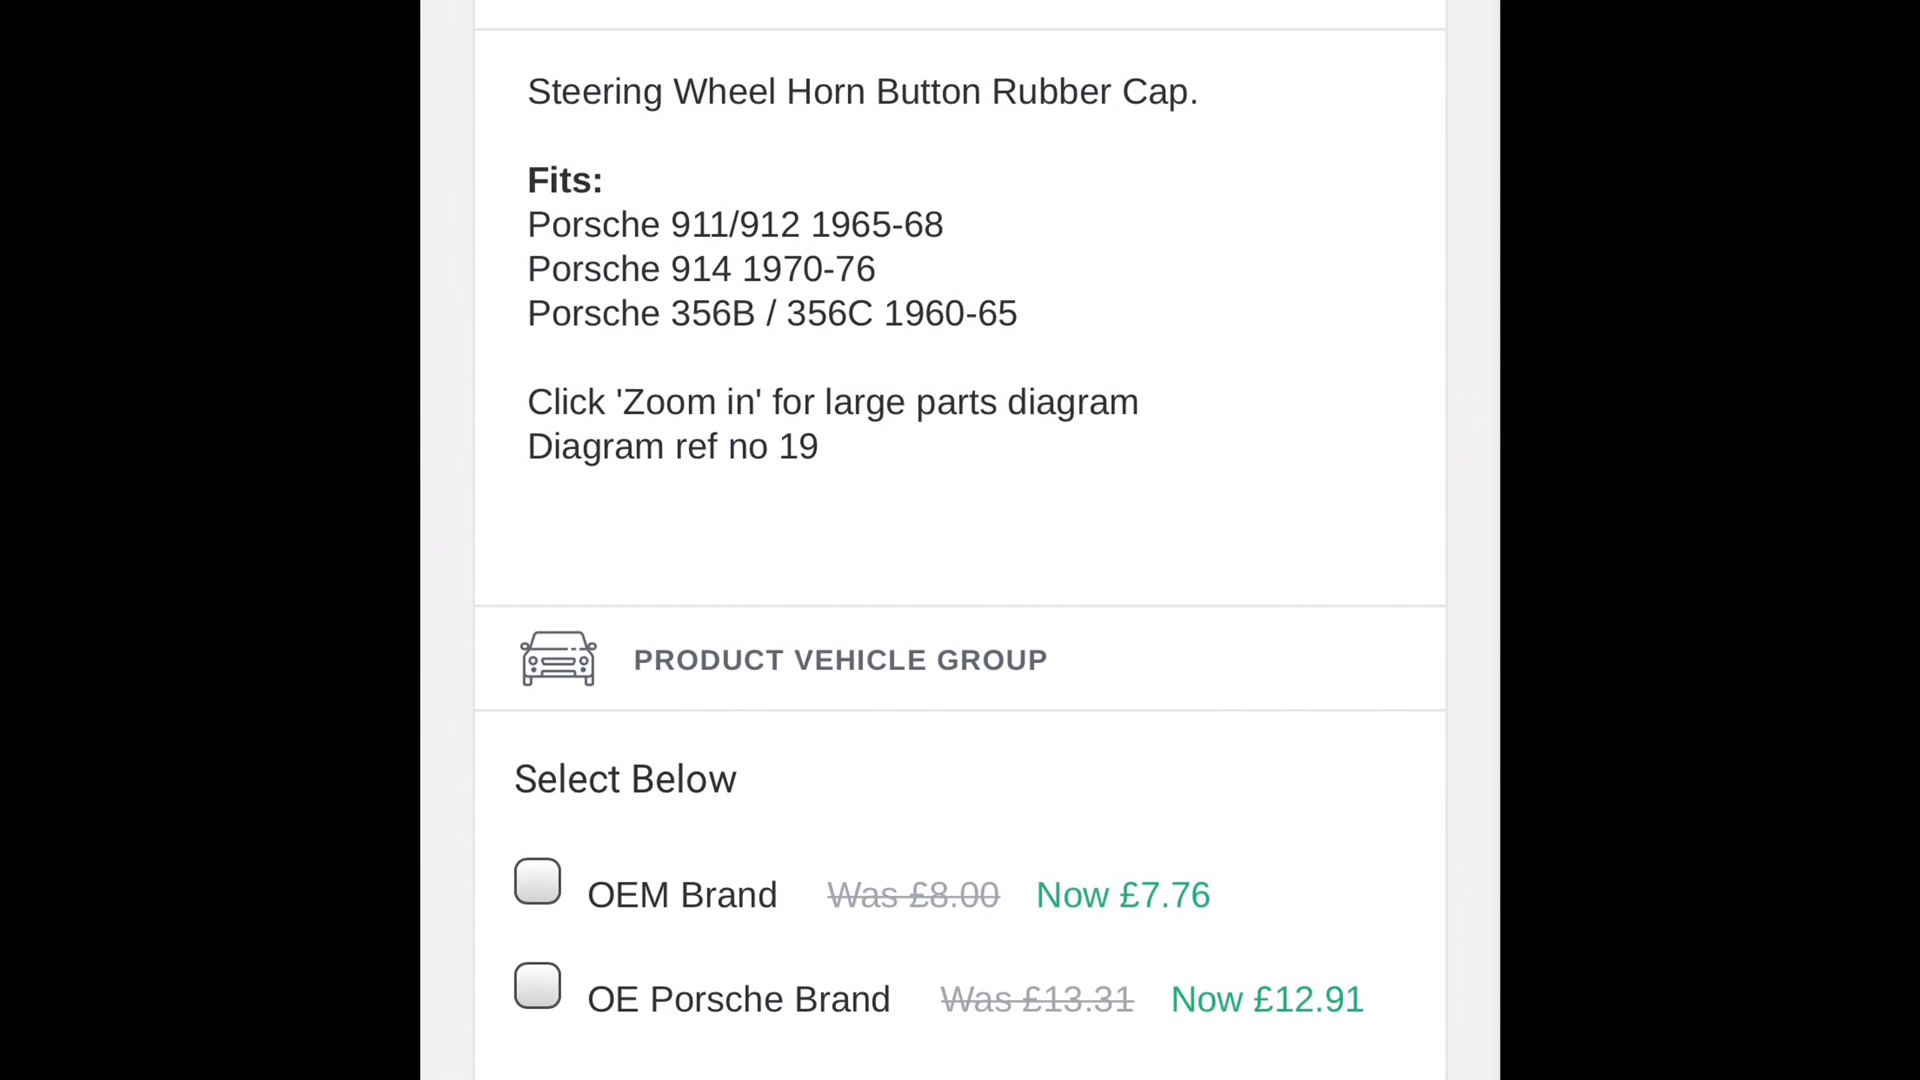 Steering Wheel Horn Button Rubber Cap.
Fits:
Porsche 911/912 1965-68
Porsche 914 1970-76
Porsche 356B / 356C 1960-65
Click 'Zoom in' for large parts diagram
Diagram ref no 19
PRODUCT VEHICLE GROUP
Select Below
OEM Brand Was £8.00 Now £7.76
OE Porsche Brand Was £13.31 Now £12.91